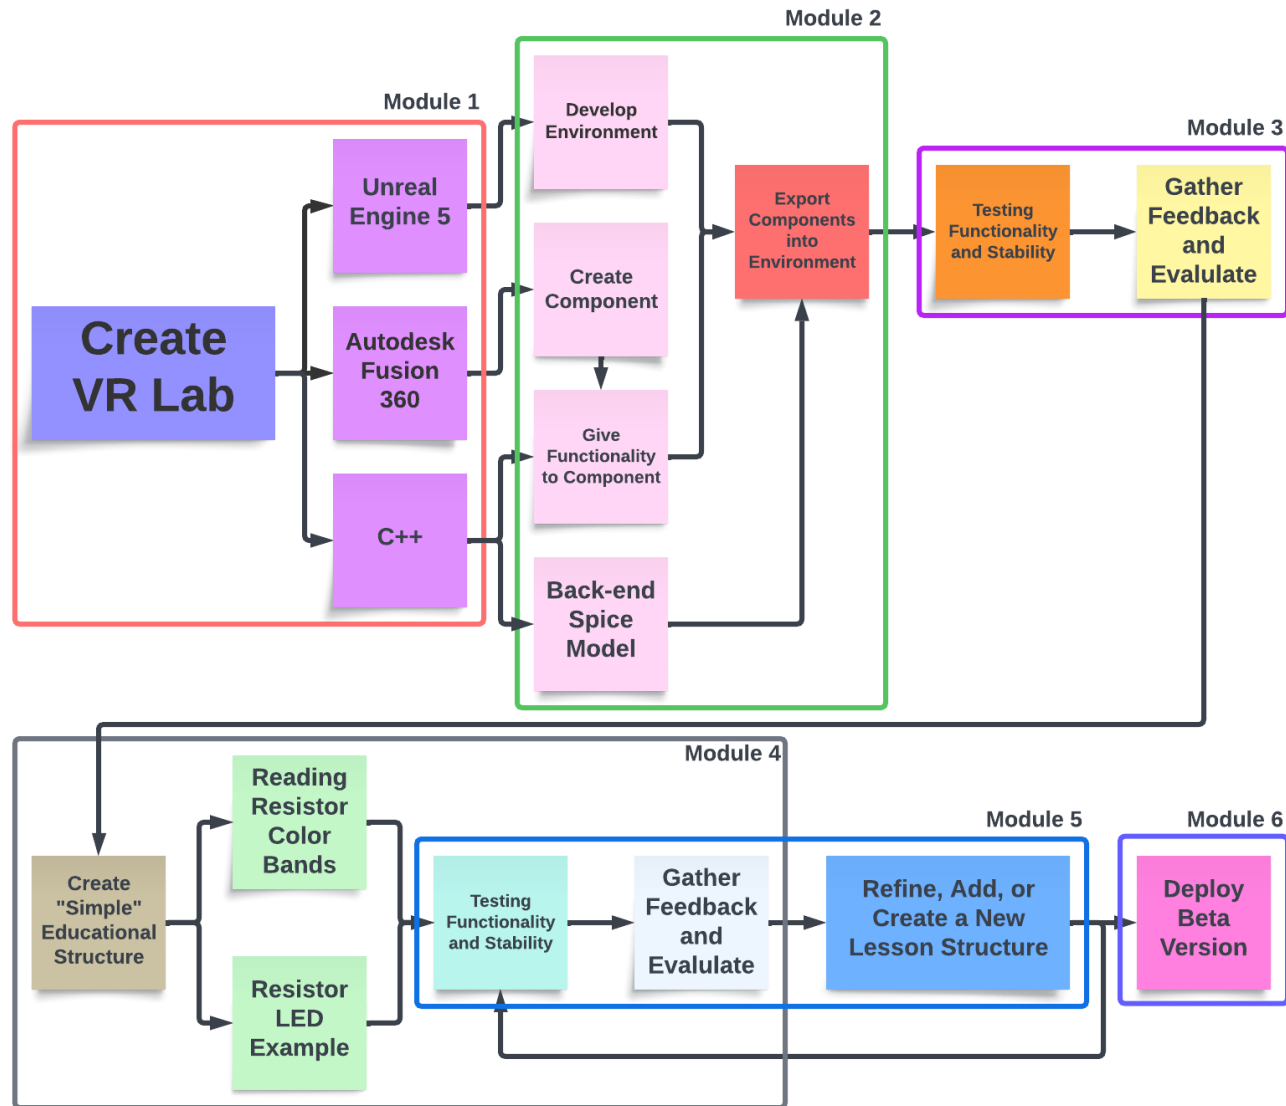 Module 2
Module 1
Module 3
Create
VR Lab
Unreal
Engine 5
Autodesk
Fusion
360
C++
Develop
Environment
Create
Component
Give
Functionality
to Component
Back-end
Spice
Model
Export
Components
into
Environment
Testing
Functionality
and Stability
Gather
Feedback
and
Evalulate
Module 4
Module 5
Module 6
Create
"Simple"
Educational
Structure
Reading
Resistor
Color
Bands
Resistor
LED
Example
Testing
Functionality
and Stability
Gather
Feedback
and
Evalulate
Refine, Add, or
Create a New
Lesson Structure
Deploy
Beta
Version